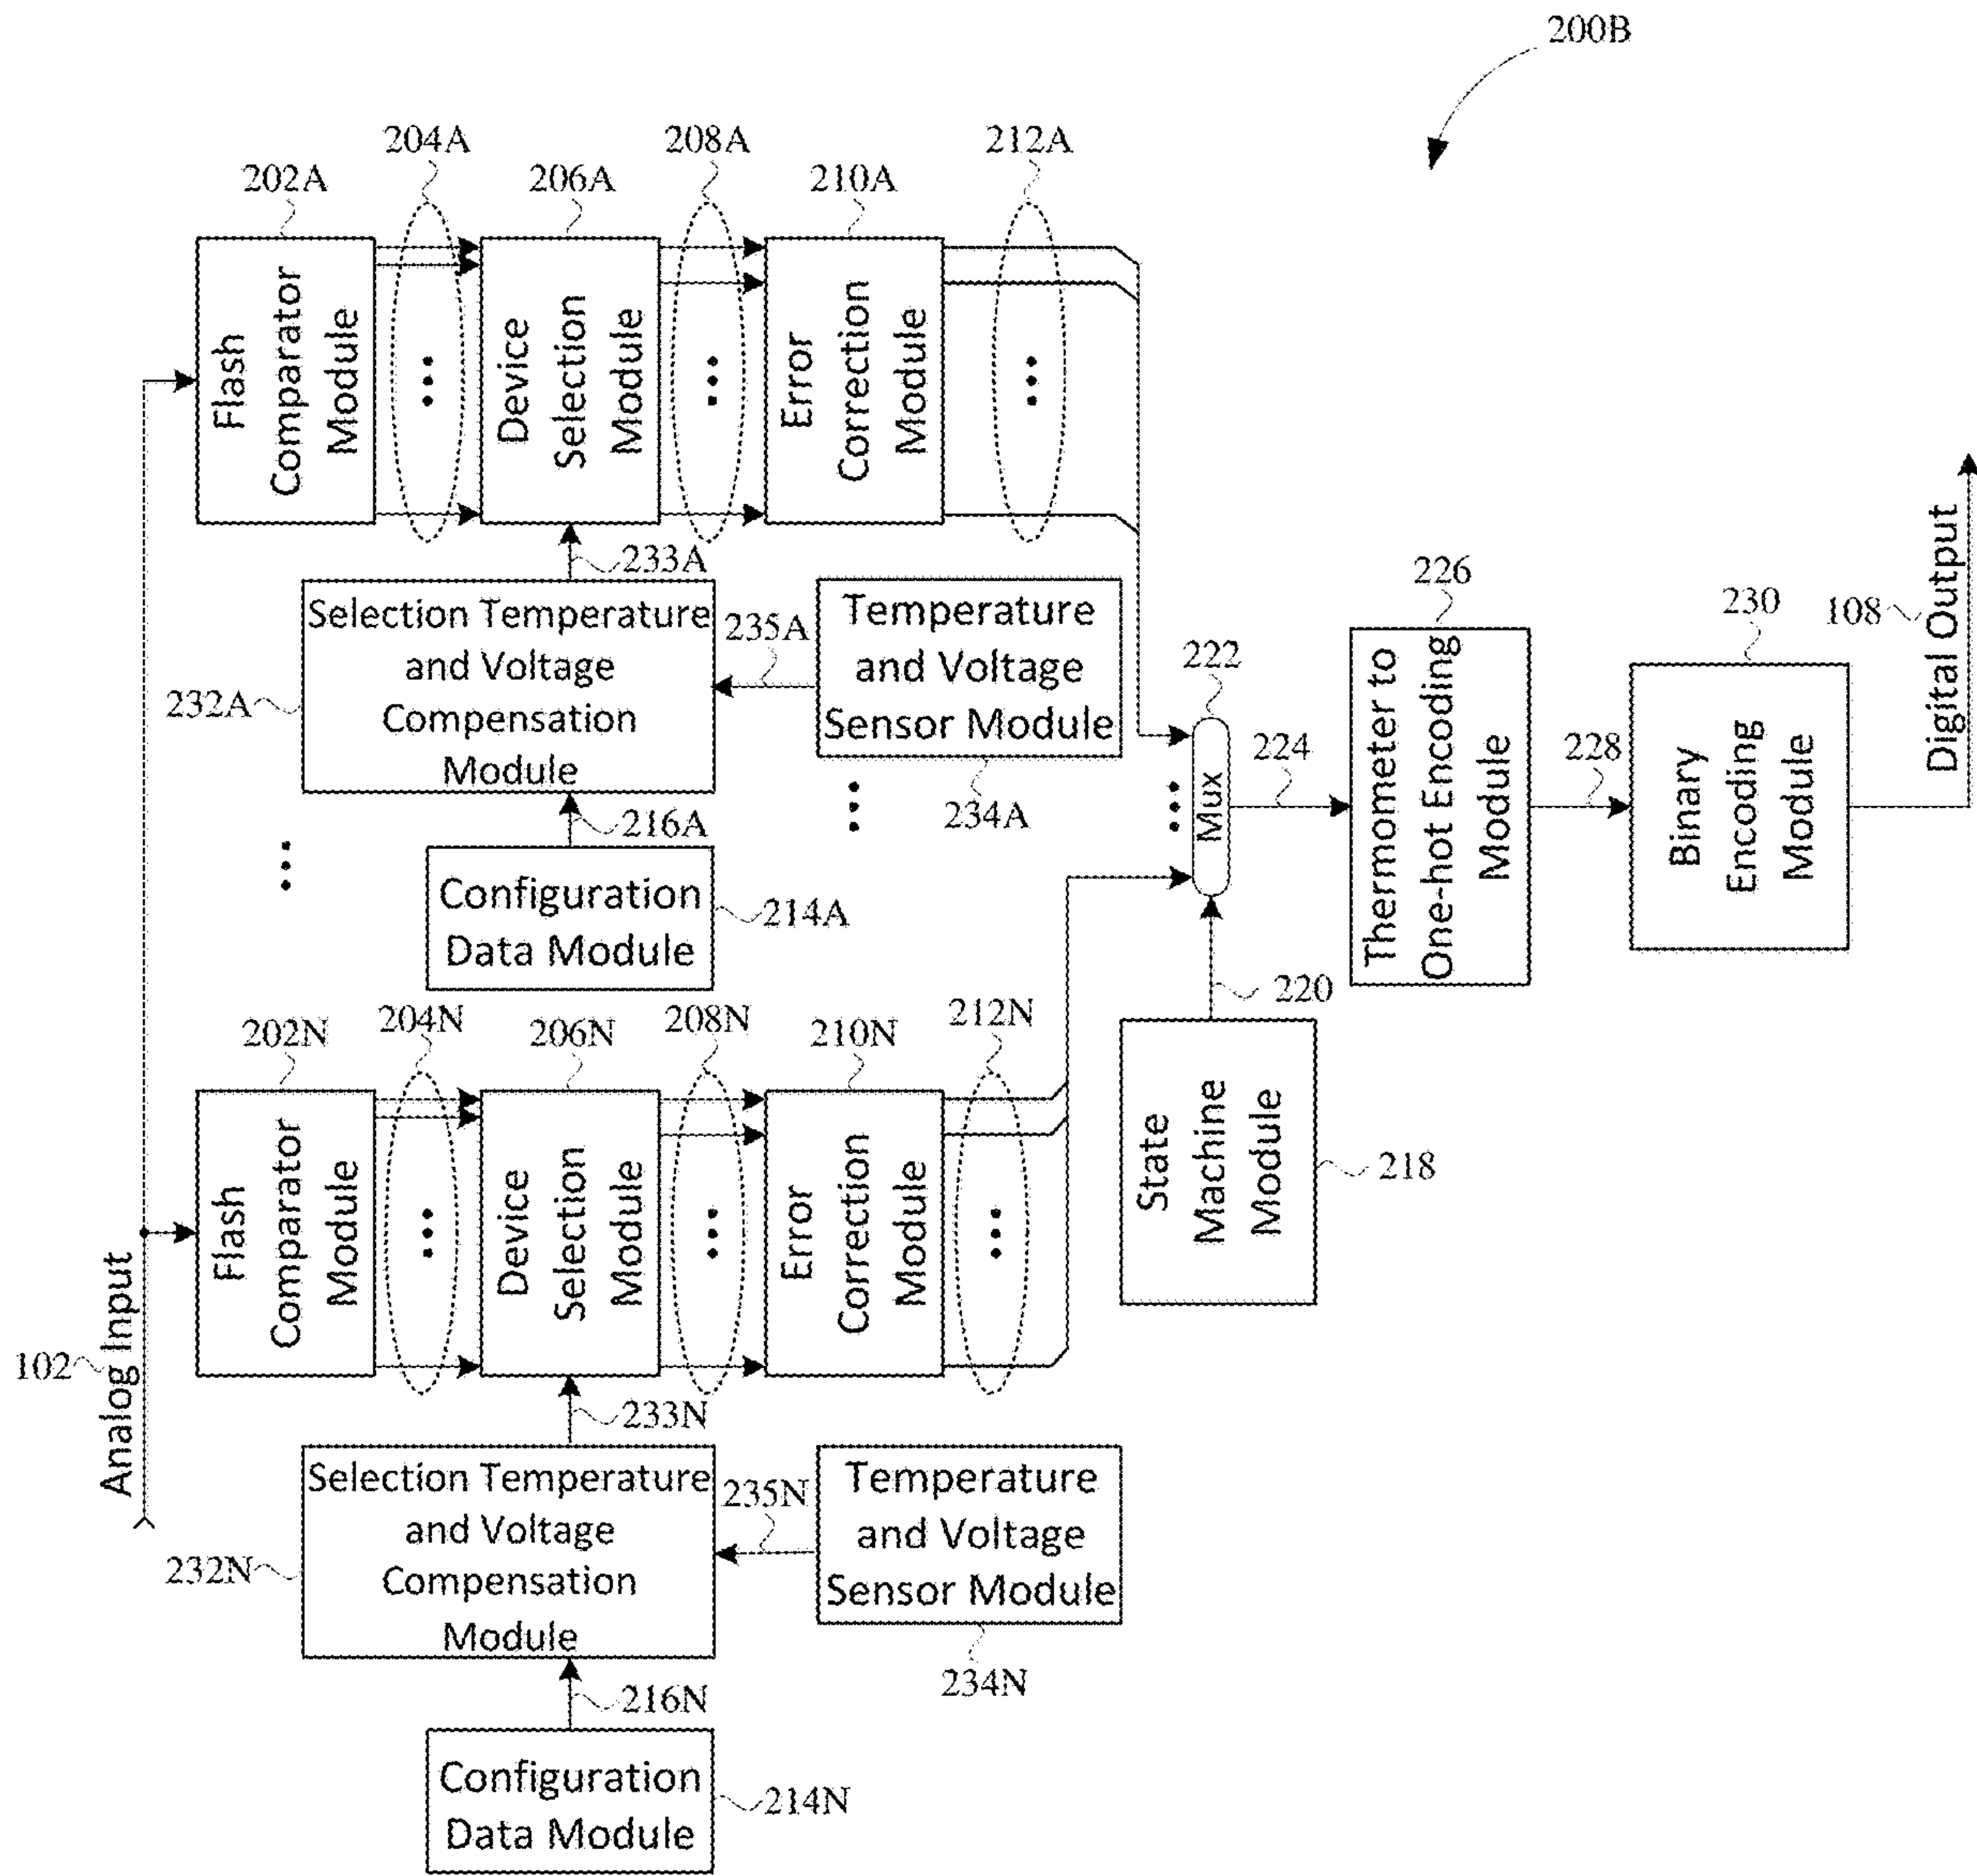 200B
204A
208A
212A
202A
206A
210A
Flash
Comparator
Module
Device
Selection
Module
Error
Correction
Module
233A
Selection Temperature
and Voltage
Compensation
Module
232A
235A
Temperature
and Voltage
Sensor Module
234A
216A
Configuration
Data Module
214A
222
Mux
224
226
Thermometer to
One-hot Encoding
Module
228
230
Binary
Encoding
Module
108
Digital Output
220
State
Machine
Module
218
204N
208N
212N
202N
206N
210N
Flash
Comparator
Module
Device
Selection
Module
Error
Correction
Module
102
Analog Input
233N
Selection Temperature
and Voltage
Compensation
Module
232N
235N
Temperature
and Voltage
Sensor Module
234N
216N
Configuration
Data Module
214N